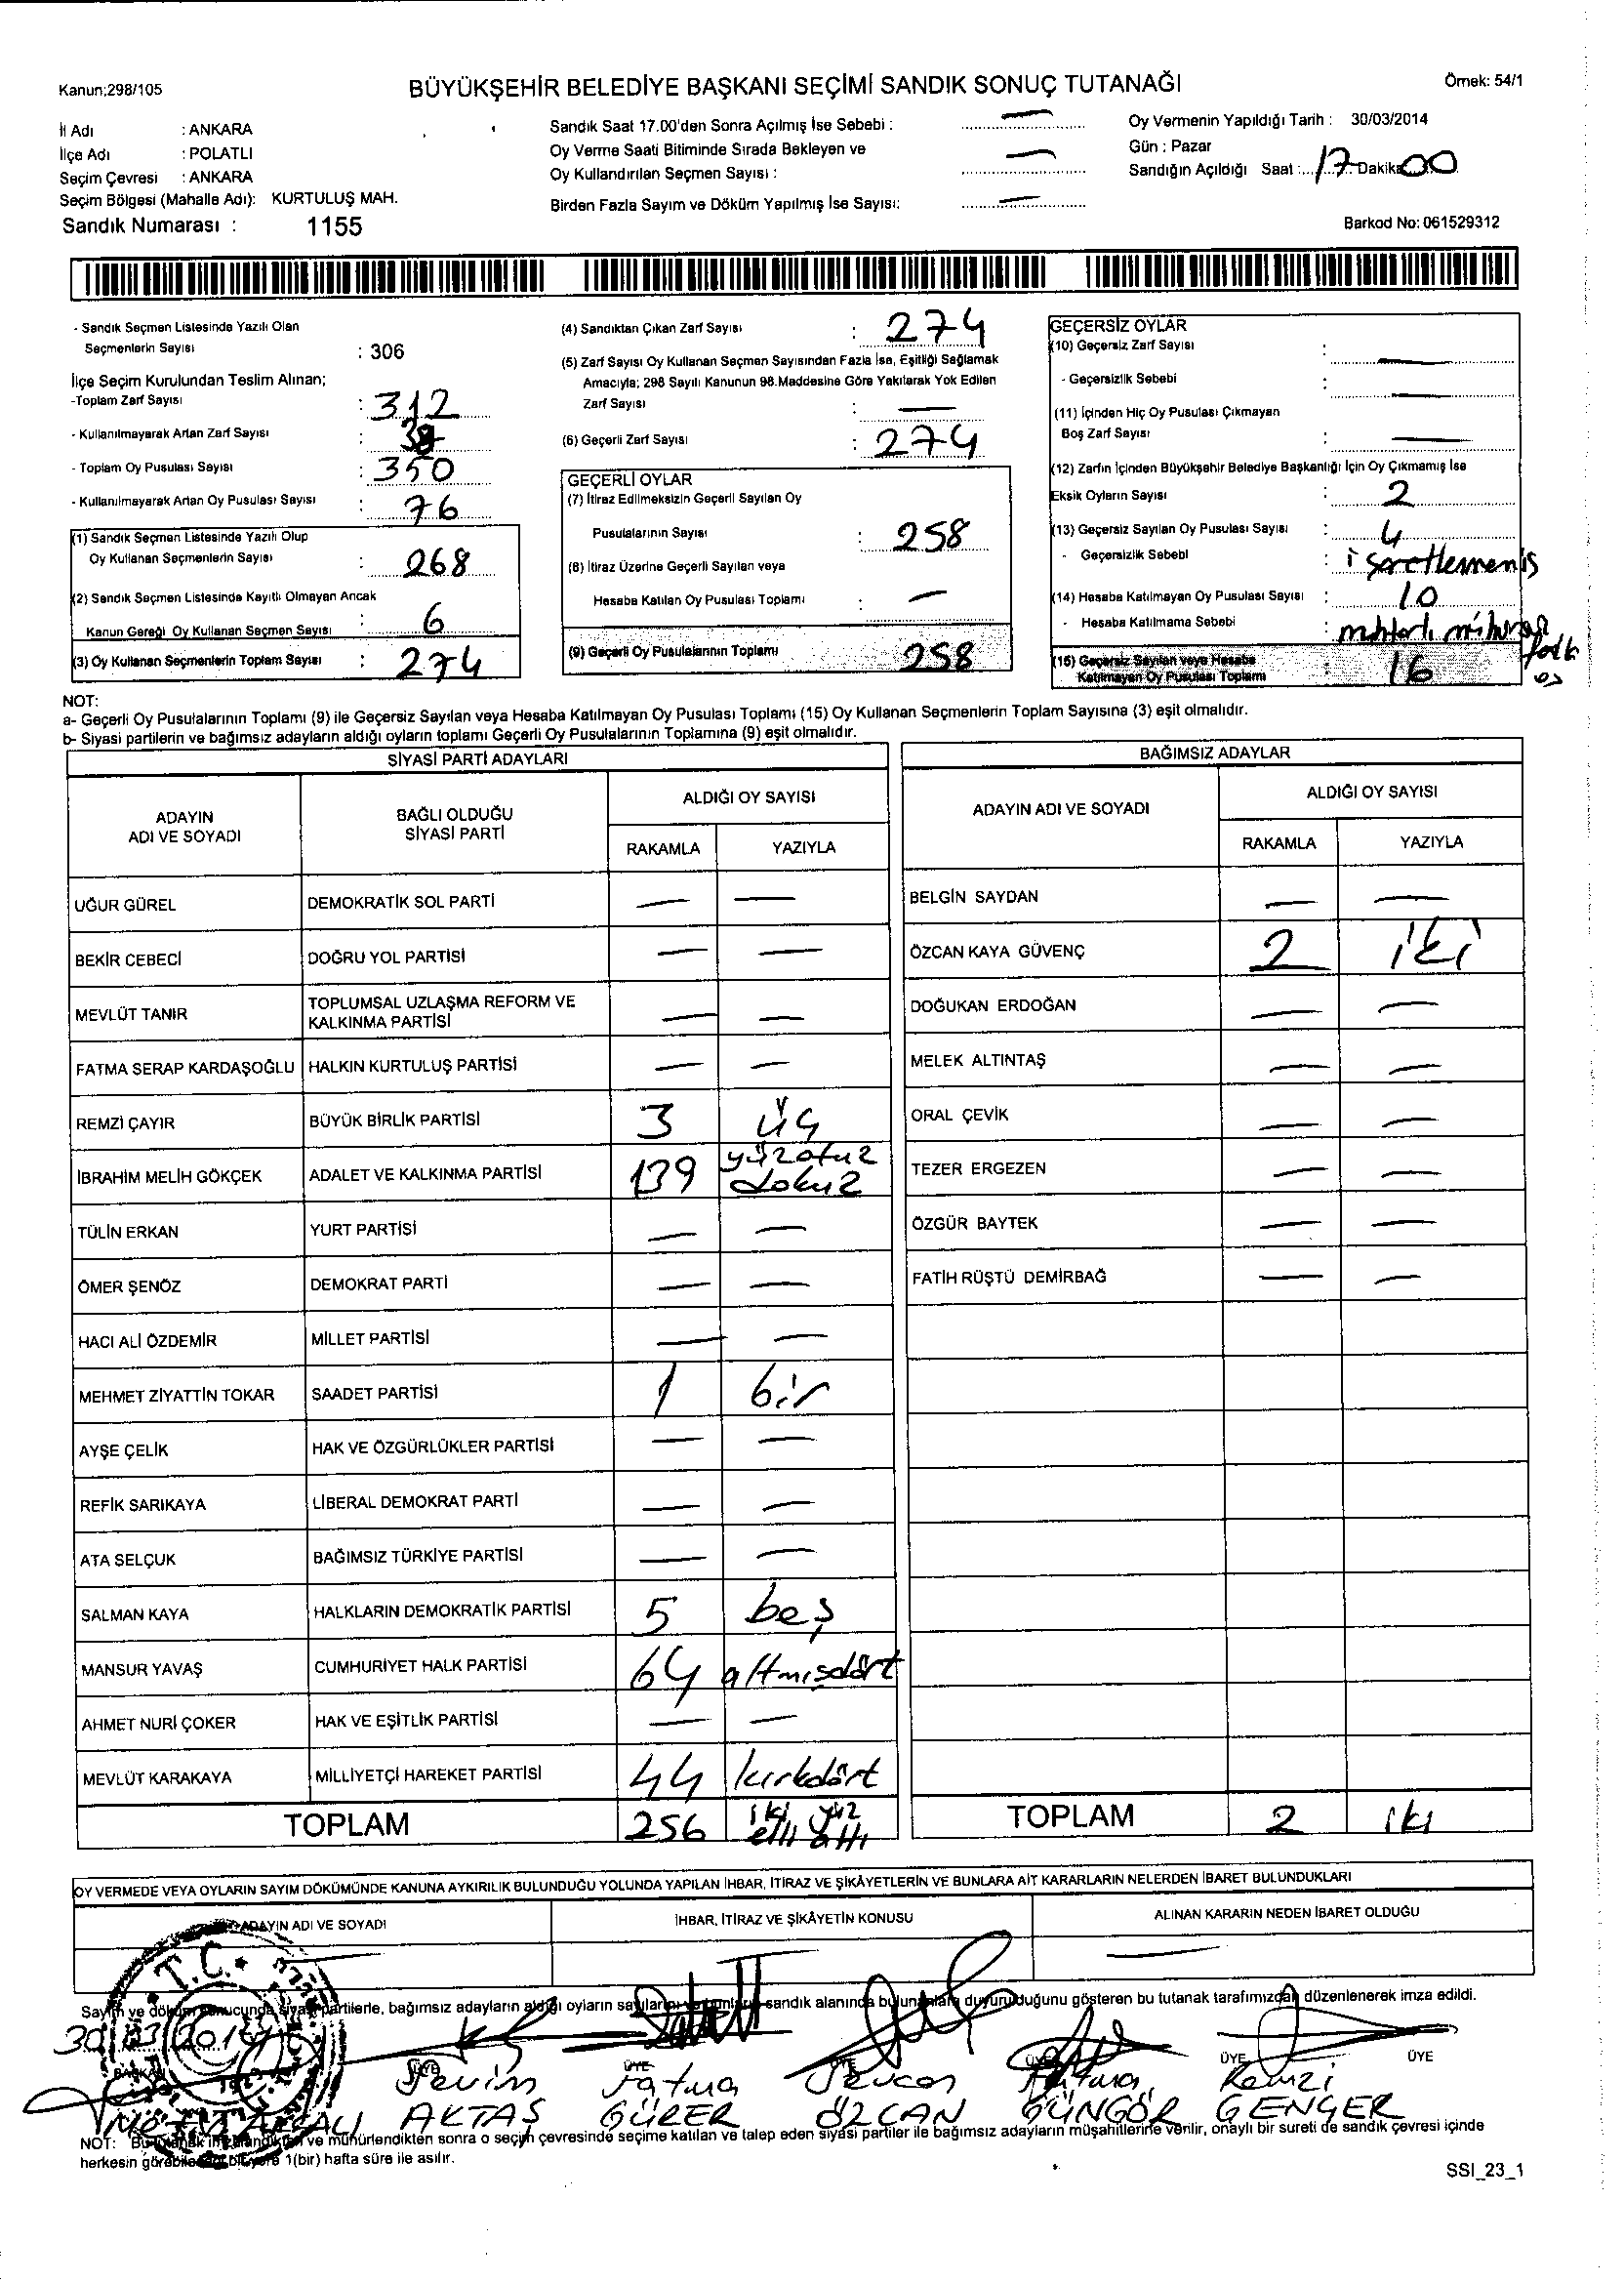 Kanun;298/105
BÜYÜKŞEHİR BELEDİYE BAŞKANI SEÇİMİ SANDIK SONUÇ TUTANAĞI
Örnek: 54/1
İl Adı : ANKARA
İlçe Adı : POLATLI
Seçim Çevresi : ANKARA
Seçim Bölgesi (Mahalle Adı): KURTULUŞ MAH.
Sandık Numarası : 1155
Sandık Saat 17.00'den Sonra Açılmış İse Sebebi : —
Oy Verme Saati Bitiminde Sırada Bekleyen ve
Oy Kullandırılan Seçmen Sayısı : —
Birden Fazla Sayım ve Döküm Yapılmış İse Sayısı: —
Oy Vermenin Yapıldığı Tarih : 30/03/2014
Gün : Pazar
Sandığın Açıldığı Saat :...17.. Dakika 00
Barkod No: 061529312
- Sandık Seçmen Listesinde Yazılı Olan
Seçmenlerin Sayısı : 306
İlçe Seçim Kurulundan Teslim Alınan;
-Toplam Zarf Sayısı : 312
- Kullanılmayarak Artan Zarf Sayısı : 38
- Toplam Oy Pusulası Sayısı : 350
- Kullanılmayarak Artan Oy Pusulası Sayısı : 76
(1) Sandık Seçmen Listesinde Yazılı Olup
Oy Kullanan Seçmenlerin Sayısı : 268
(2) Sandık Seçmen Listesinde Kayıtlı Olmayan Ancak
Kanun Gereği Oy Kullanan Seçmen Sayısı : 6
(3) Oy Kullanan Seçmenlerin Toplam Sayısı : 274
(4) Sandıktan Çıkan Zarf Sayısı : 274
(5) Zarf Sayısı Oy Kullanan Seçmen Sayısından Fazla İse, Eşitliği Sağlamak
Amacıyla; 298 Sayılı Kanunun 98.Maddesine Göre Yakılarak Yok Edilen
Zarf Sayısı : —
(6) Geçerli Zarf Sayısı : 274
GEÇERLİ OYLAR
(7) İtiraz Edilmeksizin Geçerli Sayılan Oy
Pusulalarının Sayısı : 258
(8) İtiraz Üzerine Geçerli Sayılan veya
Hesaba Katılan Oy Pusulası Toplamı : —
(9) Geçerli Oy Pusulalarının Toplamı 258
GEÇERSİZ OYLAR
(10) Geçersiz Zarf Sayısı : —
- Geçersizlik Sebebi : —
(11) İçinden Hiç Oy Pusulası Çıkmayan
Boş Zarf Sayısı : —
(12) Zarfın İçinden Büyükşehir Belediye Başkanlığı İçin Oy Çıkmamış İse
Eksik Oyların Sayısı : 2
(13) Geçersiz Sayılan Oy Pusulası Sayısı : 4
- Geçersizlik Sebebi : işaretlememiş
(14) Hesaba Katılmayan Oy Pusulası Sayısı : 10
- Hesaba Katılmama Sebebi :
(15) Geçersiz Sayılan veya Hesaba
Katılmayan Oy Pusulası Toplamı : 16
NOT:
a- Geçerli Oy Pusulalarının Toplamı (9) ile Geçersiz Sayılan veya Hesaba Katılmayan Oy Pusulası Toplamı (15) Oy Kullanan Seçmenlerin Toplam Sayısına (3) eşit olmalıdır.
b- Siyasi partilerin ve bağımsız adayların aldığı oyların toplamı Geçerli Oy Pusulalarının Toplamına (9) eşit olmalıdır.
SİYASİ PARTİ ADAYLARI
ADAYIN ADI VE SOYADI
BAĞLI OLDUĞU SİYASİ PARTİ
ALDIĞI OY SAYISI
RAKAMLA YAZIYLA
UĞUR GÜREL DEMOKRATİK SOL PARTİ — —
BEKİR CEBECİ DOĞRU YOL PARTİSİ — —
MEVLÜT TANIR TOPLUMSAL UZLAŞMA REFORM VE KALKINMA PARTİSİ — —
FATMA SERAP KARDAŞOĞLU HALKIN KURTULUŞ PARTİSİ — —
REMZİ ÇAYIR BÜYÜK BİRLİK PARTİSİ 3 üç
İBRAHİM MELİH GÖKÇEK ADALET VE KALKINMA PARTİSİ 139 yüzotuz dokuz
TÜLİN ERKAN YURT PARTİSİ — —
ÖMER ŞENÖZ DEMOKRAT PARTİ — —
HACI ALİ ÖZDEMİR MİLLET PARTİSİ — —
MEHMET ZİYATTİN TOKAR SAADET PARTİSİ 1 bir
AYŞE ÇELİK HAK VE ÖZGÜRLÜKLER PARTİSİ — —
REFİK SARIKAYA LİBERAL DEMOKRAT PARTİ — —
ATA SELÇUK BAĞIMSIZ TÜRKİYE PARTİSİ — —
SALMAN KAYA HALKLARIN DEMOKRATİK PARTİSİ 5 beş
MANSUR YAVAŞ CUMHURİYET HALK PARTİSİ 64 altmışdört
AHMET NURİ ÇOKER HAK VE EŞİTLİK PARTİSİ — —
MEVLÜT KARAKAYA MİLLİYETÇİ HAREKET PARTİSİ 44 kırkdört
TOPLAM 256 iki yüz elli altı
BAĞIMSIZ ADAYLAR
ADAYIN ADI VE SOYADI
ALDIĞI OY SAYISI
RAKAMLA YAZIYLA
BELGİN SAYDAN — —
ÖZCAN KAYA GÜVENÇ 2 iki
DOĞUKAN ERDOĞAN — —
MELEK ALTINTAŞ — —
ORAL ÇEVİK — —
TEZER ERGEZEN — —
ÖZGÜR BAYTEK — —
FATİH RÜŞTÜ DEMİRBAĞ — —
TOPLAM 2 iki
OY VERMEDE VEYA OYLARIN SAYIM DÖKÜMÜNDE KANUNA AYKIRILIK BULUNDUĞU YOLUNDA YAPILAN İHBAR, İTİRAZ VE ŞİKÂYETLERİN VE BUNLARA AİT KARARLARIN NELERDEN İBARET BULUNDUKLARI
ADAYIN ADI VE SOYADI
İHBAR, İTİRAZ VE ŞİKÂYETİN KONUSU
ALINAN KARARIN NEDEN İBARET OLDUĞU
T.C.
Sayım ve döküm sonucunda siyasi partilerle, bağımsız adayların aldığı oyların sayılarını ve bunların sandık alanında bulunanlara duyurulduğunu gösteren bu tutanak tarafımızdan düzenlenerek imza edildi.
30/03/2014
BAŞKAN ÜYE ÜYE ÜYE ÜYE ÜYE ÜYE
Sevim Fatma Sevcan Fatma Remzi
AKTAŞ GÜRER ÖZCAN GÜNGÖR GENÇER
NOT: Bu tutanak imzalandıktan ve mühürlendikten sonra o seçim çevresinde seçime katılan ve talep eden siyasi partiler ile bağımsız adayların müşahitlerine verilir, onaylı bir sureti de sandık çevresi içinde
herkesin görebileceği bir yere 1(bir) hafta süre ile asılır.
SSI_23_1